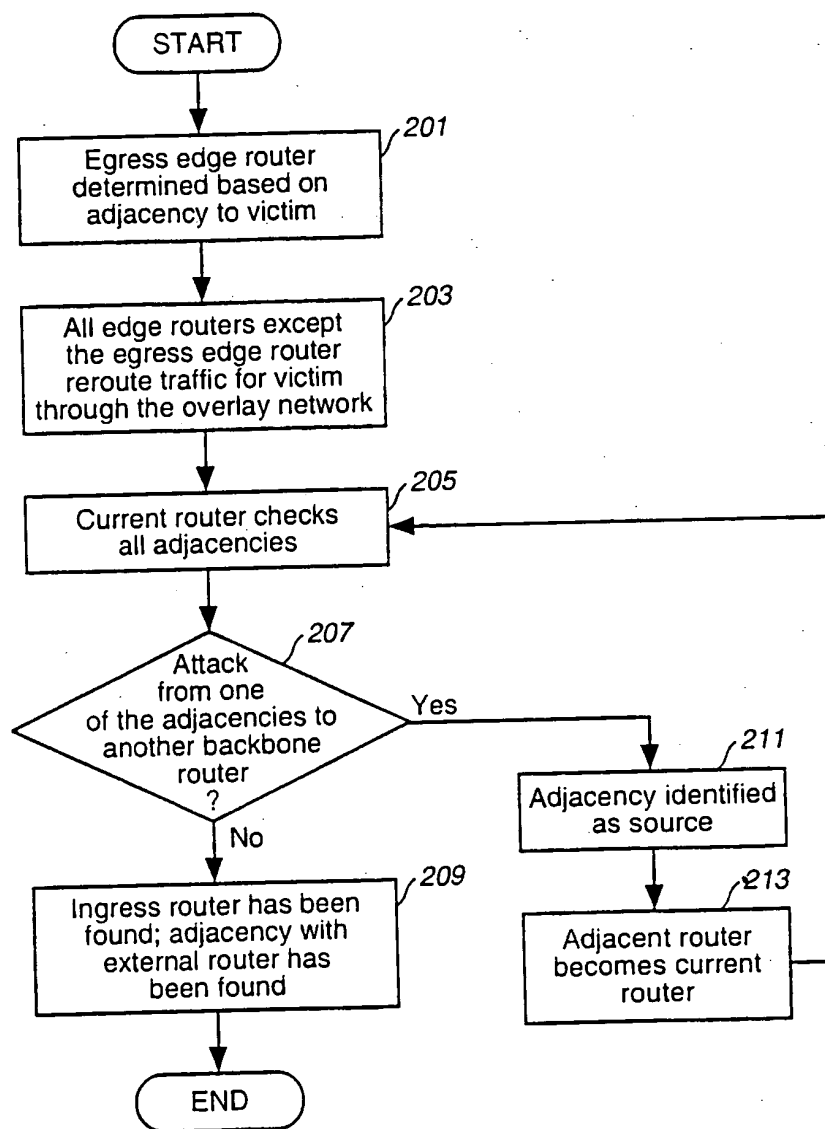 START
201
Egress edge router
determined based on
adjacency to victim
203
All edge routers except
the egress edge router
reroute traffic for victim
through the overlay network
205
Current router checks
all adjacencies
207
Attack
from one
of the adjacencies to
another backbone
router
?
Yes
No
211
Adjacency identified
as source
209
Ingress router has been
found; adjacency with
external router has
been found
213
Adjacent router
becomes current
router
END